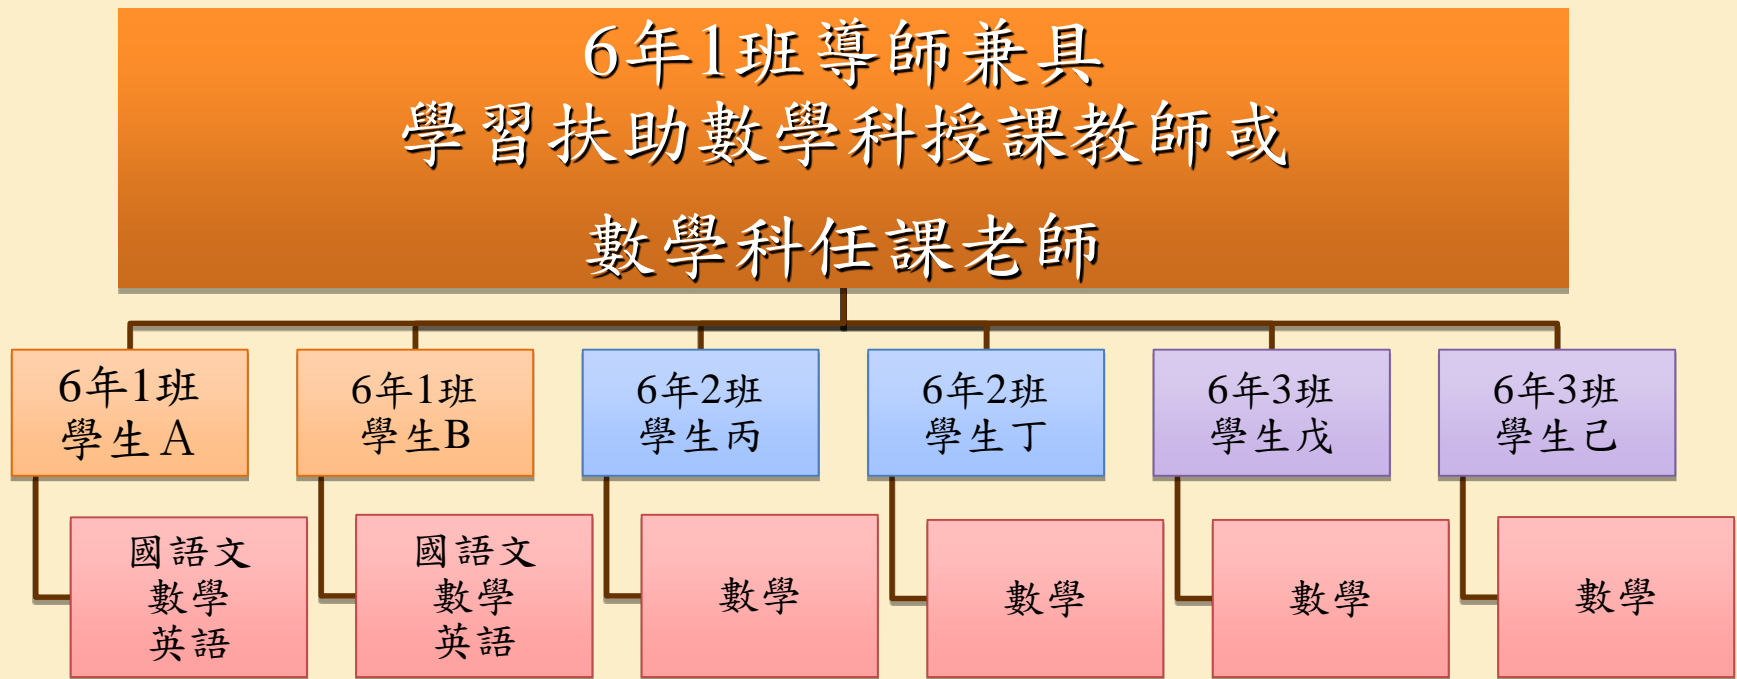 6年1班導師兼具
學習扶助數學科授課教師或
數學科任課老師
6年1班
學生A
6年1班
學生B
6年2班
學生丙
6年2班
學生丁
6年3班
學生戊
6年3班
學生己
國語文
數學
英語
國語文
數學
英語
數學
數學
數學
數學